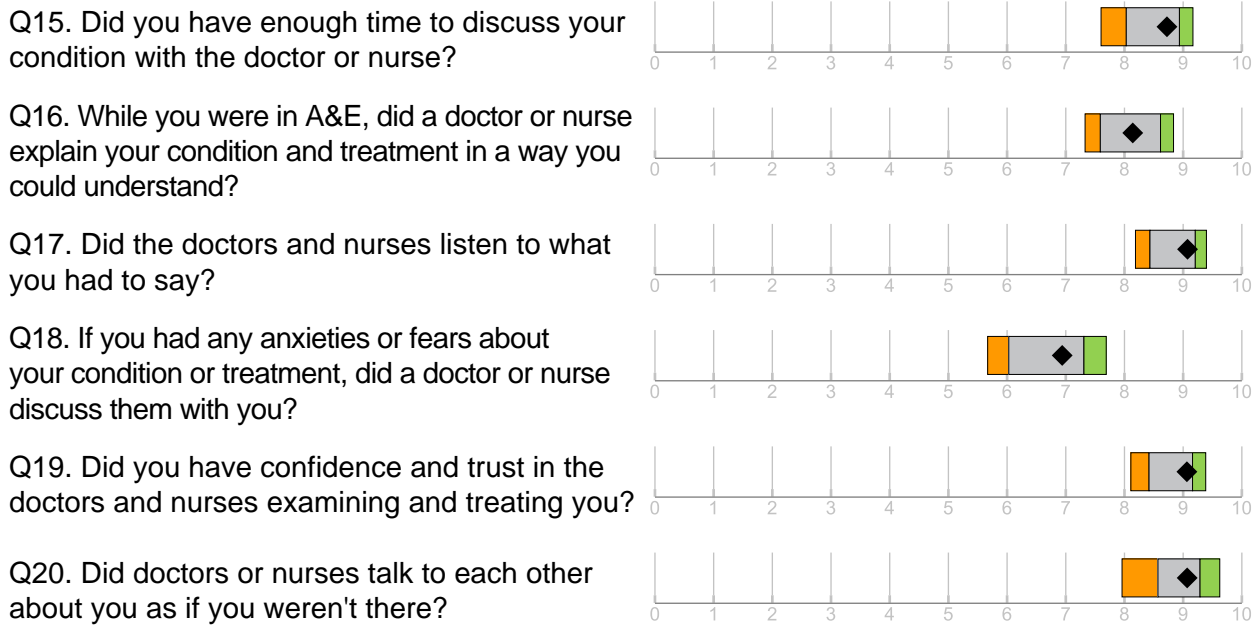 Q15. Did you have enough time to discuss your
condition with the doctor or nurse?
0 1 2 3 4 5 6 7 8 9 10
Q16. While you were in A&E, did a doctor or nurse
explain your condition and treatment in a way you
could understand?
0 1 2 3 4 5 6 7 8 9 10
Q17. Did the doctors and nurses listen to what
you had to say?
0 1 2 3 4 5 6 7 8 9 10
Q18. If you had any anxieties or fears about
your condition or treatment, did a doctor or nurse
discuss them with you?
0 1 2 3 4 5 6 7 8 9 10
Q19. Did you have confidence and trust in the
doctors and nurses examining and treating you?
0 1 2 3 4 5 6 7 8 9 10
Q20. Did doctors or nurses talk to each other
about you as if you weren't there?
0 1 2 3 4 5 6 7 8 9 10